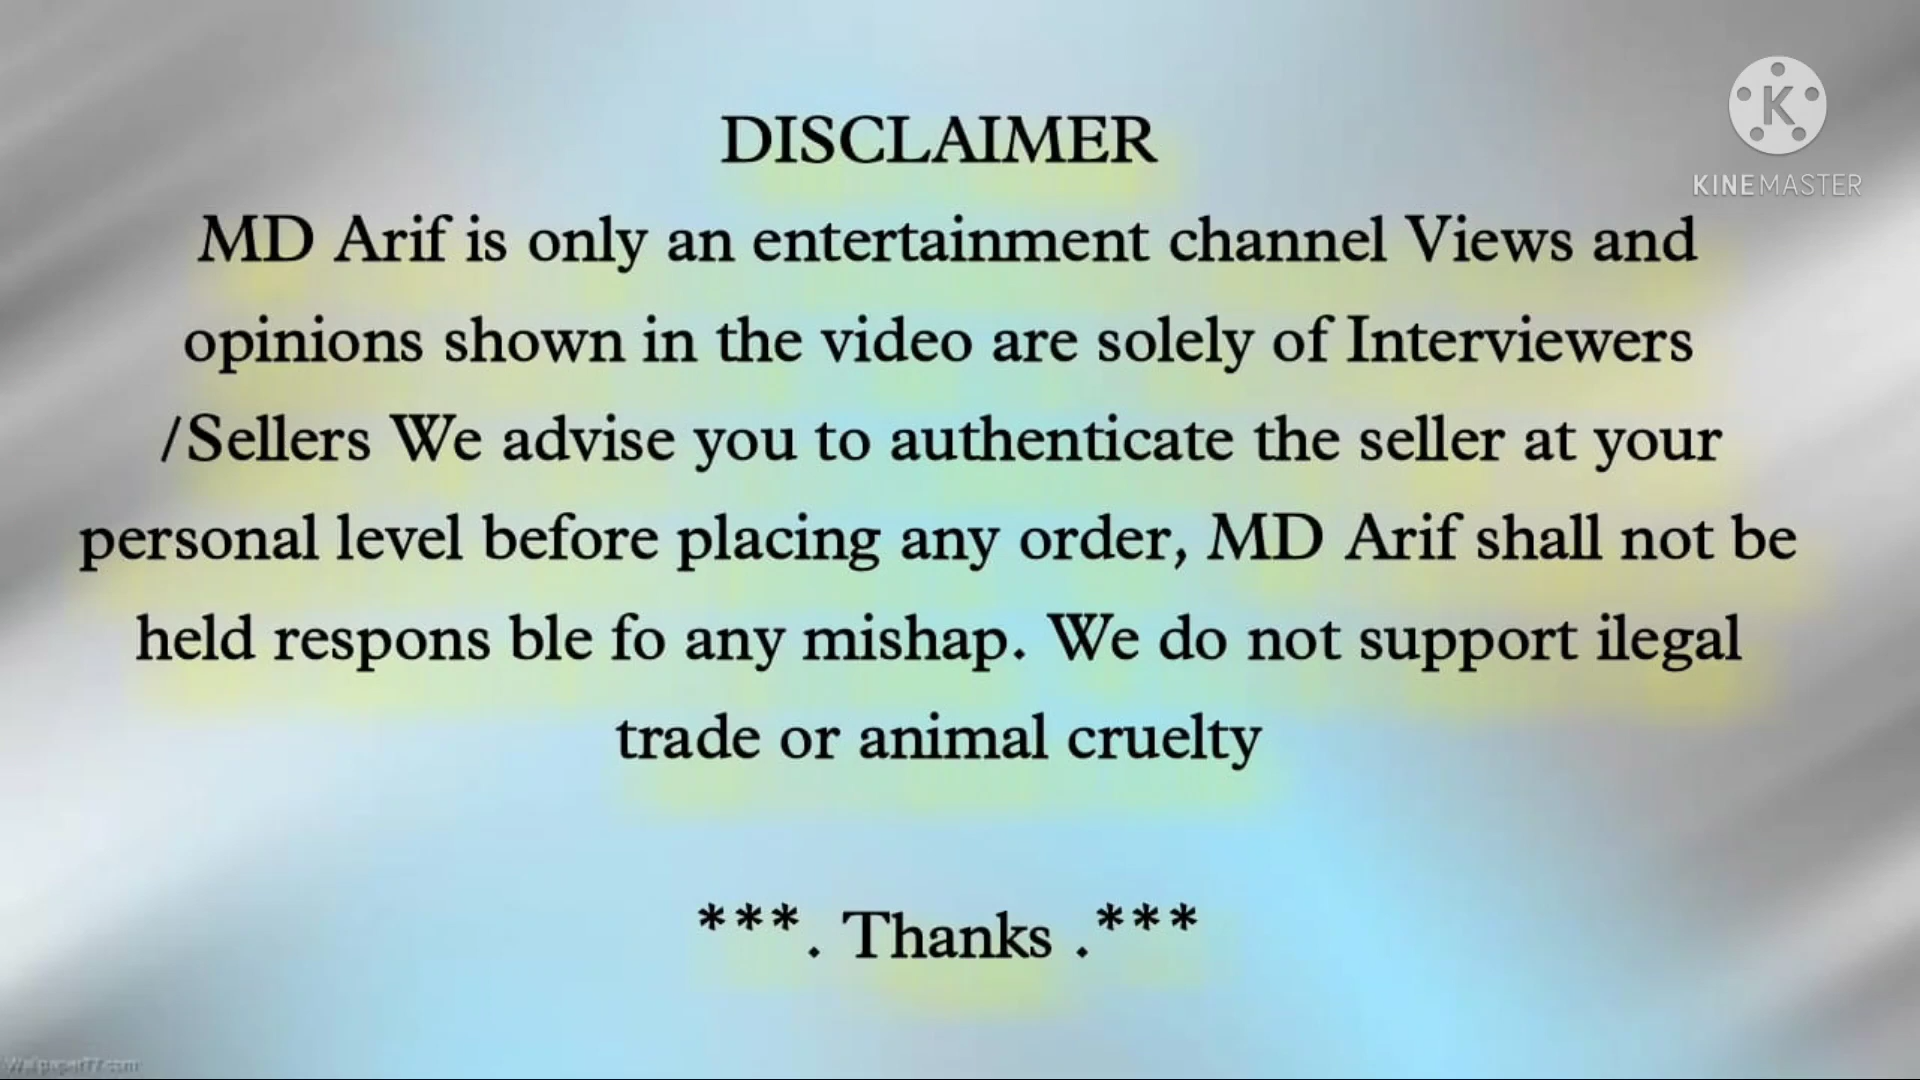 DISCLAIMER
K
KINEMASTER
MD Arif is only an entertainment channel Views and
opinions shown in the video are solely of Interviewers
/Sellers We advise you to authenticate the seller at your
personal level before placing any order, MD Arif shall not be
held respons ble fo any mishap. We do not support ilegal
trade or animal cruelty
***. Thanks .***
Wallpaper77.com